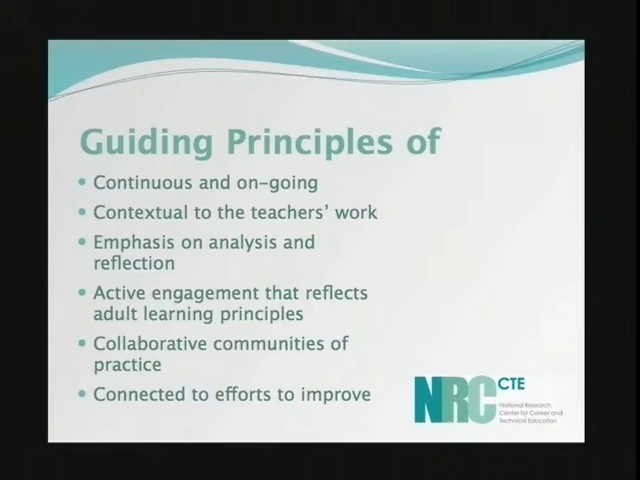 Guiding Principles of
• Continuous and on-going
• Contextual to the teachers' work
• Emphasis on analysis and
reflection
• Active engagement that reflects
adult learning principles
• Collaborative communities of
practice
• Connected to efforts to improve
NRC CTE
National Research
Center for Career and
Technical Education